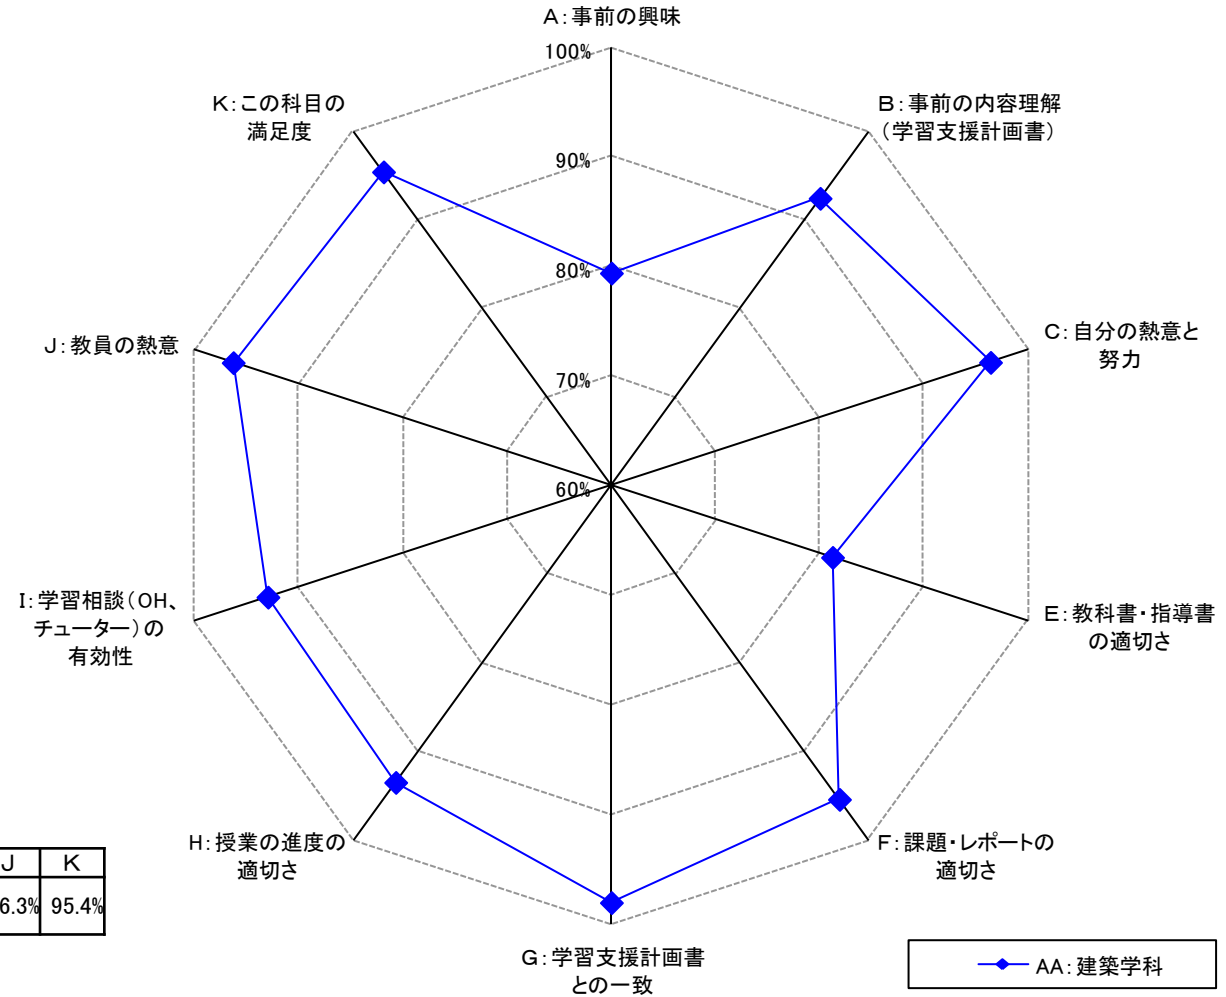 A:事前の興味
100%
K:この科目の
満足度
B:事前の内容理解
(学習支援計画書)
90%
80%
C:自分の熱意と
努力
J:教員の熱意
70%
60%
I:学習相談(OH、
チューター)の
有効性
E:教科書・指導書
の適切さ
H:授業の進度の
適切さ
F:課題・レポートの
適切さ
J K
6.3% 95.4%
G:学習支援計画書
との一致
AA:建築学科